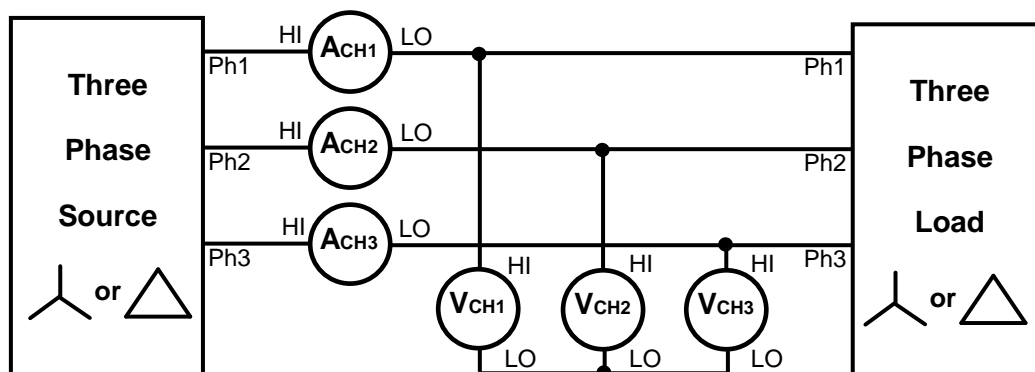 HI ACH1 LO
Ph1 Ph1
Three Three
HI ACH2 LO
Phase Phase
Ph2 Ph2
Source Load
HI ACH3 LO
Ph3 Ph3
HI HI HI
or VCH1 VCH2 VCH3 or
LO LO LO